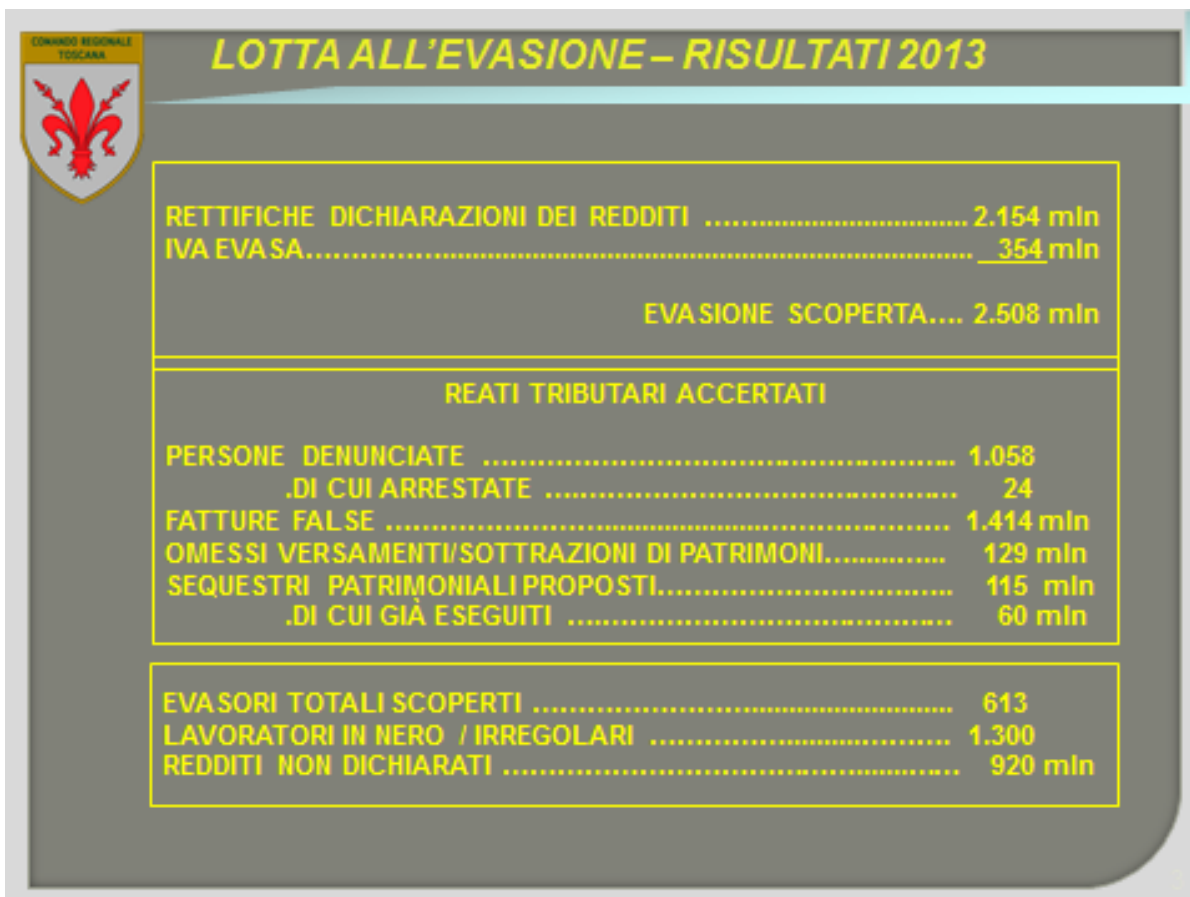 COMANDO REGIONALE
TOSCANA
LOTTA ALL'EVASIONE – RISULTATI 2013
RETTIFICHE DICHIARAZIONI DEI REDDITI ................................... 2.154 mln
IVA EVASA................................................................................ 354 mln
EVASIONE SCOPERTA.... 2.508 mln
REATI TRIBUTARI ACCERTATI
PERSONE DENUNCIATE ........................................................ 1.058
.DI CUI ARRESTATE .................................................. 24
FATTURE FALSE .................................................................. 1.414 mln
OMESSI VERSAMENTI/SOTTRAZIONI DI PATRIMONI............... 129 mln
SEQUESTRI PATRIMONIALI PROPOSTI.................................... 115 mln
.DI CUI GIÀ ESEGUITI ............................................... 60 mln
EVASORI TOTALI SCOPERTI .................................................. 613
LAVORATORI IN NERO / IRREGOLARI .................................... 1.300
REDDITI NON DICHIARATI ...................................................... 920 mln